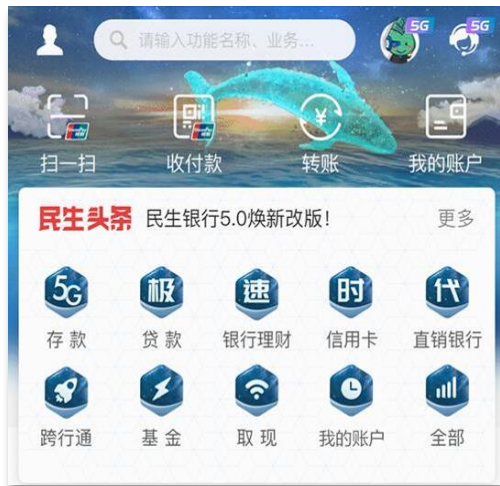 请输入功能名称、业务...
5G 5G
扫一扫 收付款 转账 我的账户
民生头条 民生银行5.0焕新改版! 更多
5G 极 速 时 代
存款 贷款 银行理财 信用卡 直销银行
跨行通 基金 取现 我的账户 全部